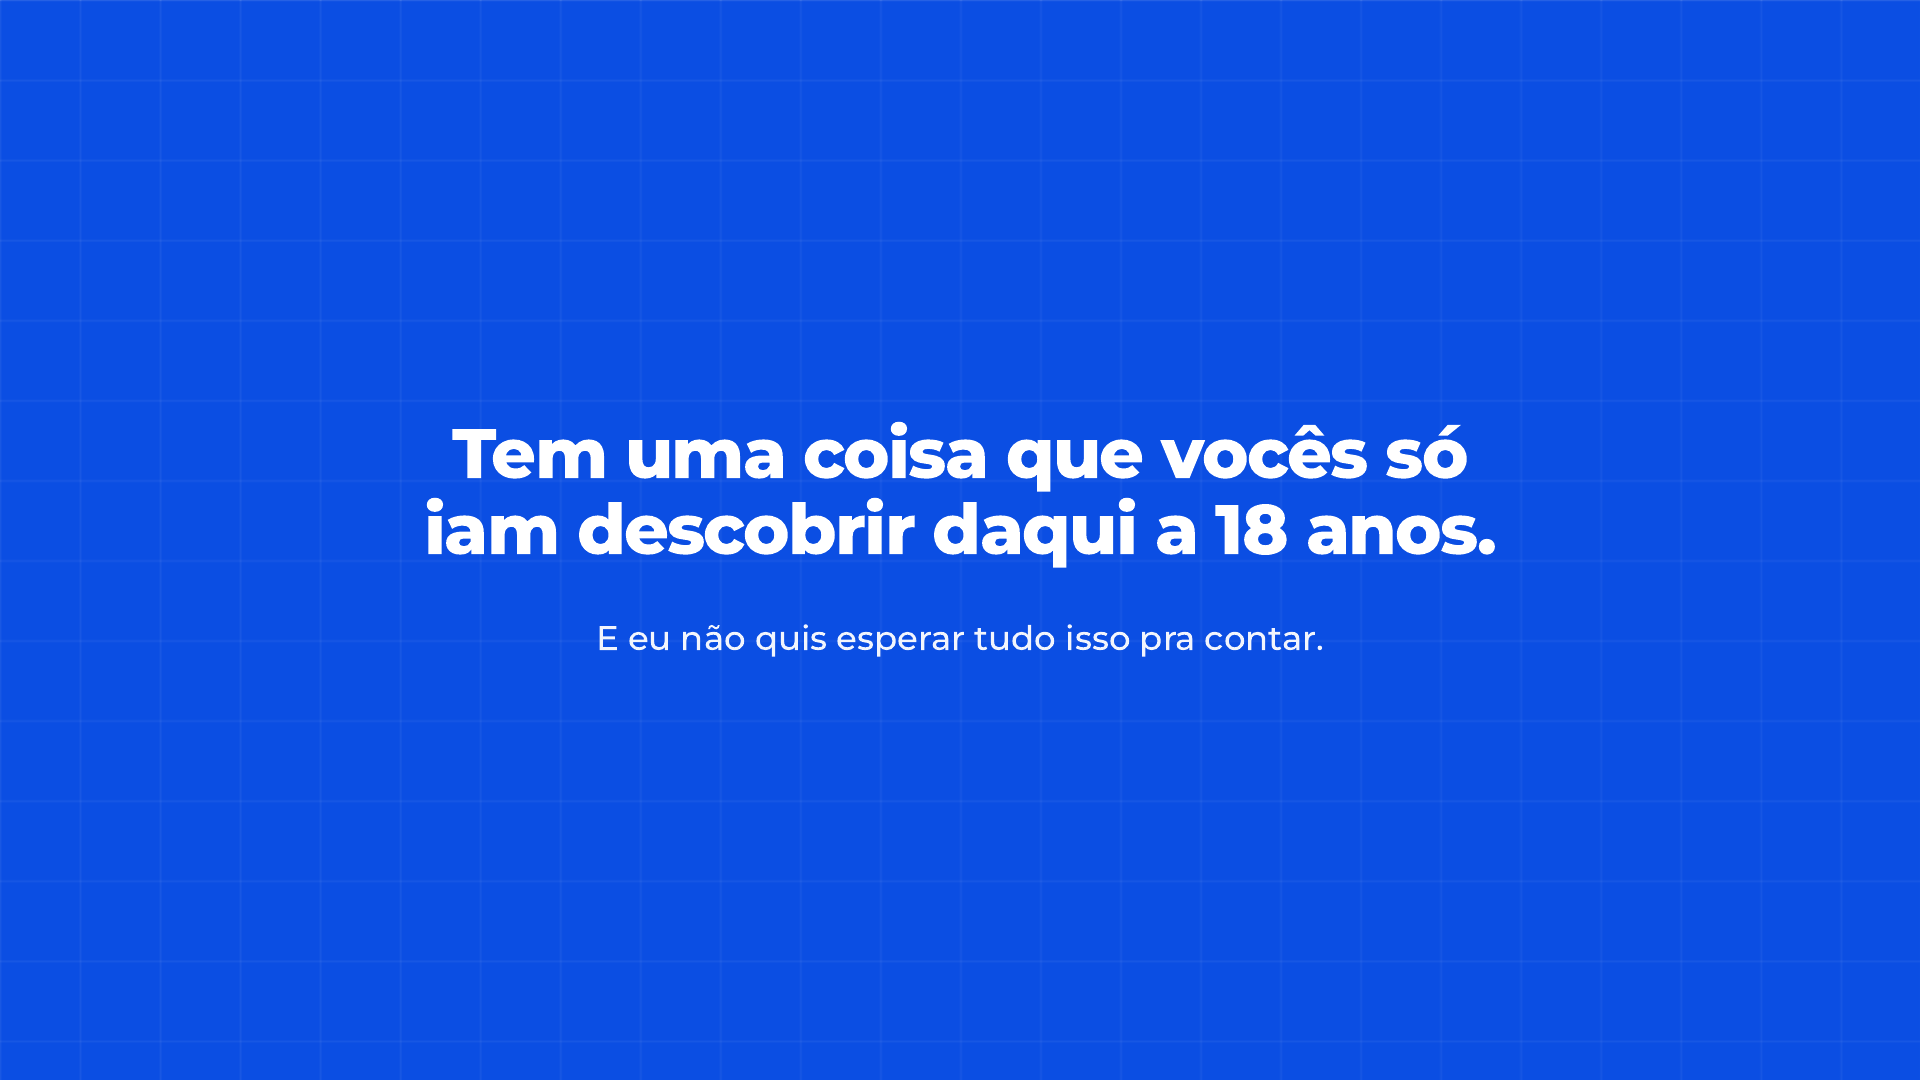 Tem uma coisa que vocês só
iam descobrir daqui a 18 anos.
E eu não quis esperar tudo isso pra contar.